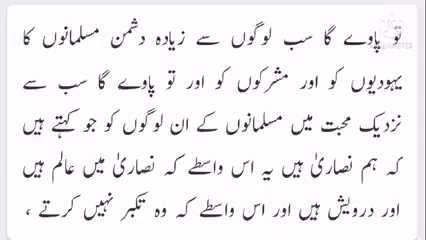 تو پاوے گا سب لوگوں سے زیادہ دشمن مسلمانوں کا
یہودیوں کو اور مشرکوں کو اور تو پاوے گا سب سے
نزدیک محبت میں مسلمانوں کے ان لوگوں کو جو کہتے ہیں
کہ ہم نصاریٰ ہیں یہ اس واسطے کہ نصاریٰ میں عالم ہیں
اور درویش ہیں اور اس واسطے کہ وہ تکبر نہیں کرتے ،